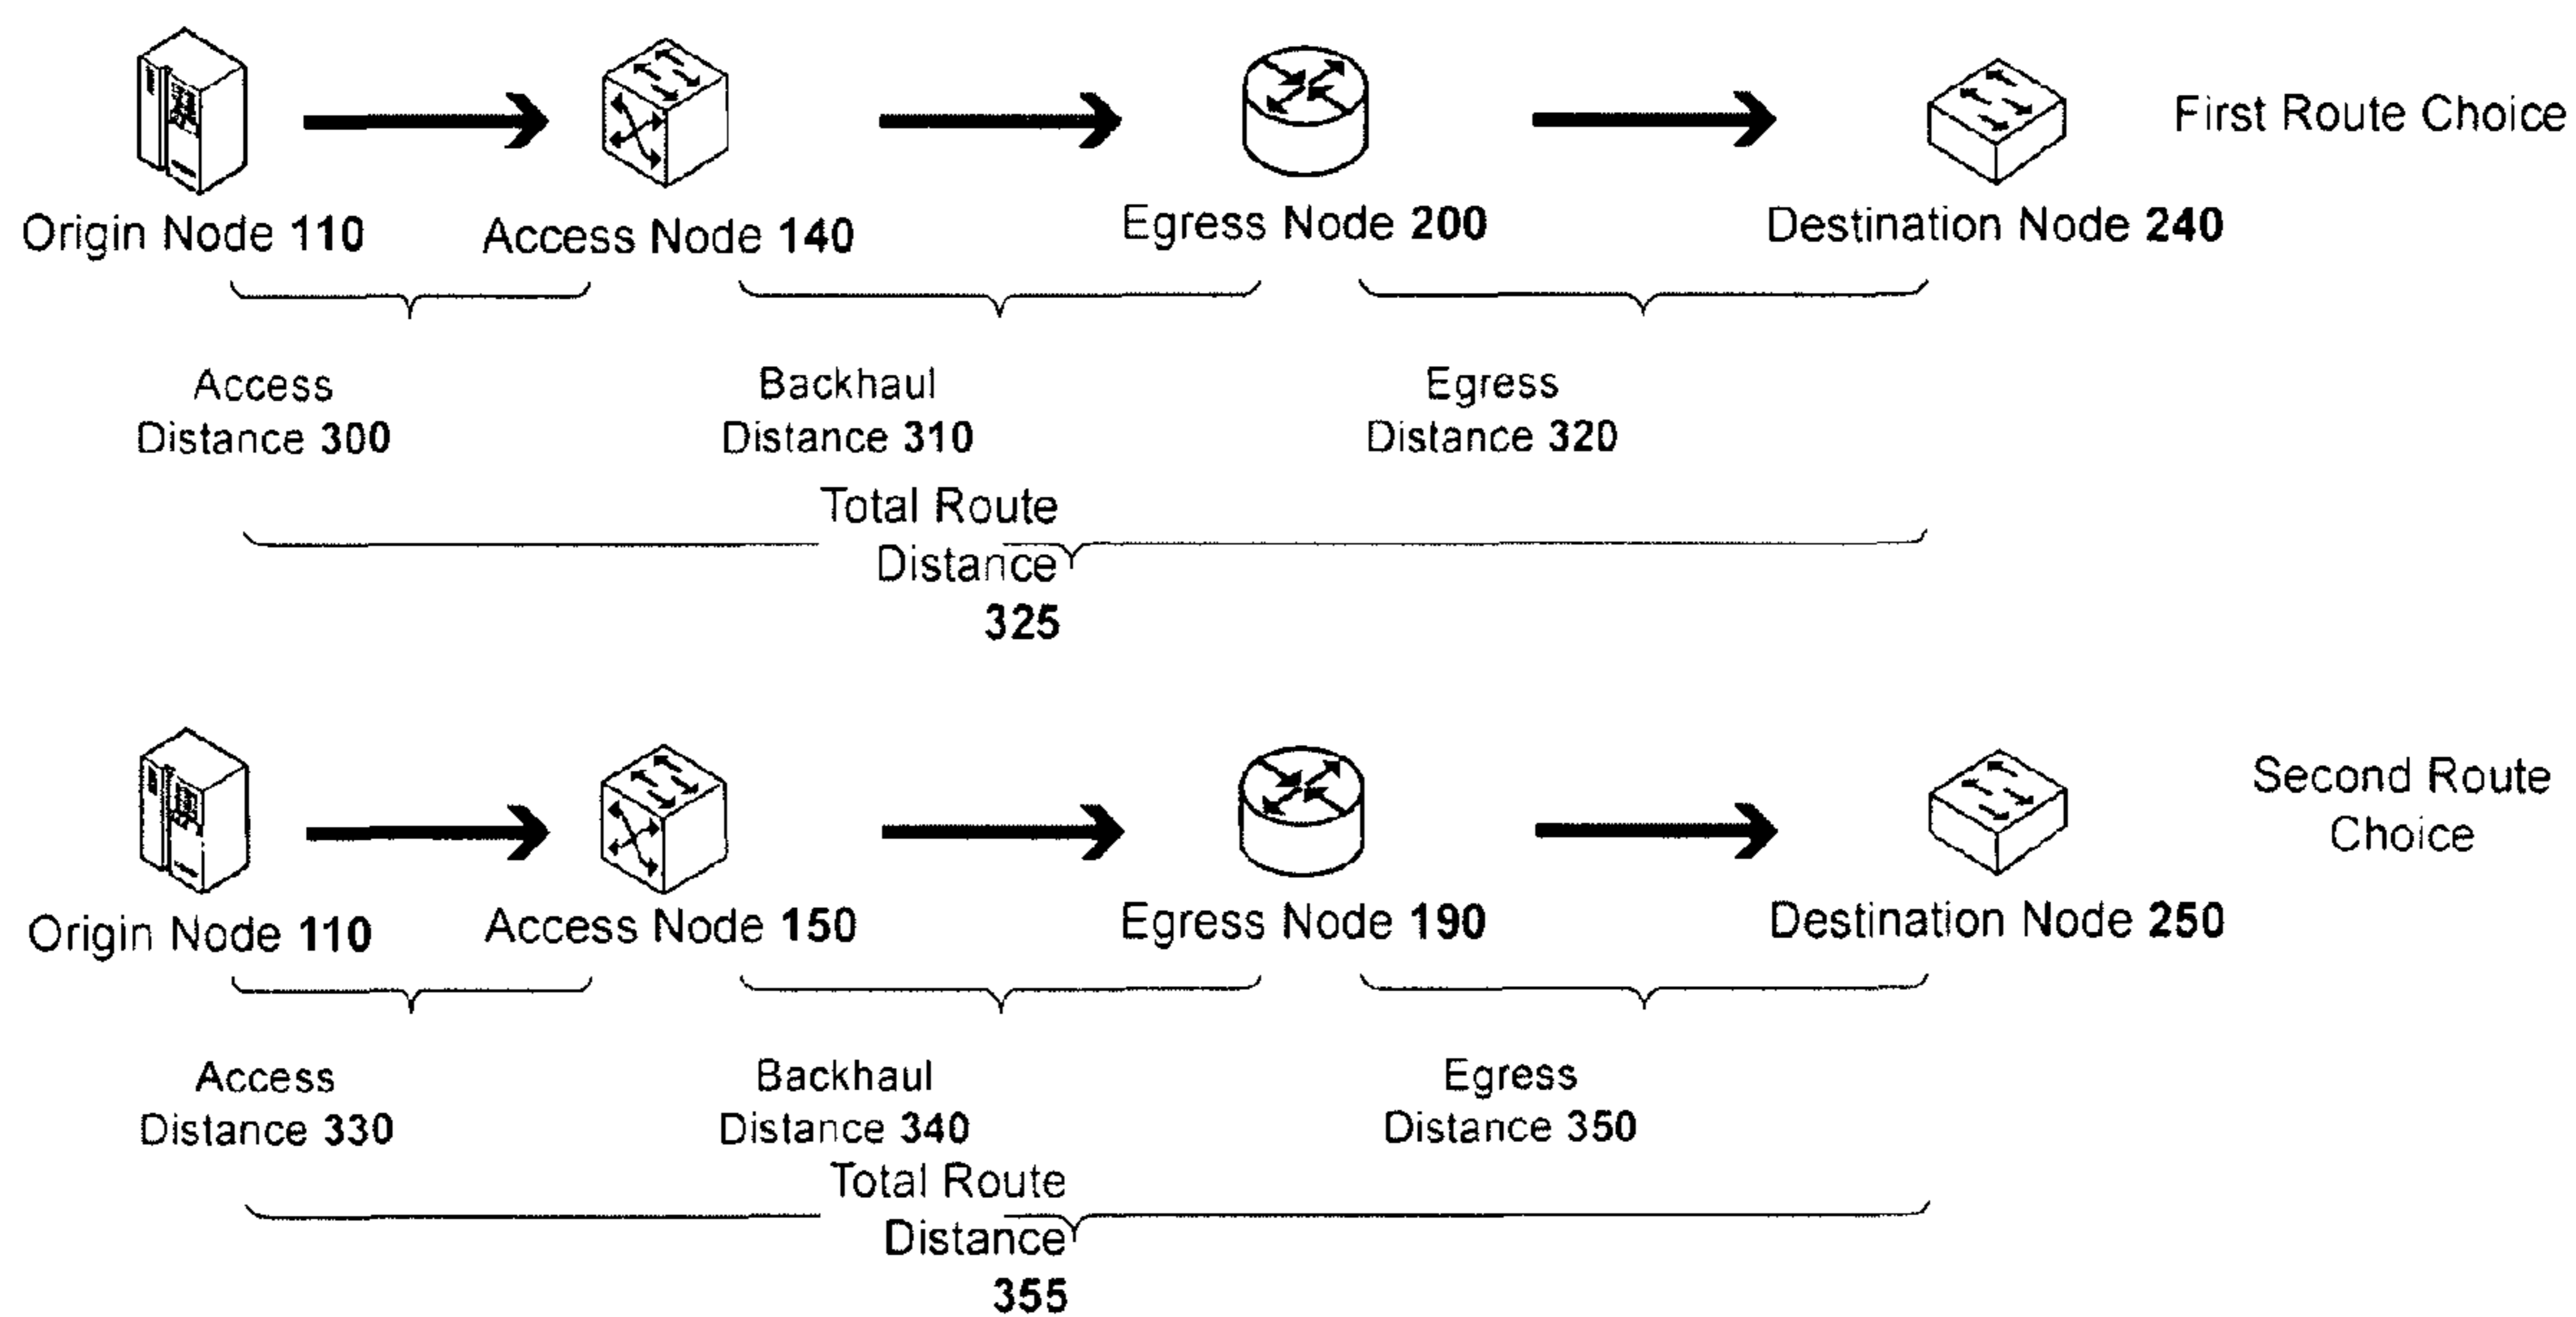 First Route Choice
Origin Node 110
Access Node 140
Egress Node 200
Destination Node 240
Access
Distance 300
Backhaul
Distance 310
Egress
Distance 320
Total Route
Distance
325
Second Route
Choice
Origin Node 110
Access Node 150
Egress Node 190
Destination Node 250
Access
Distance 330
Backhaul
Distance 340
Egress
Distance 350
Total Route
Distance
355